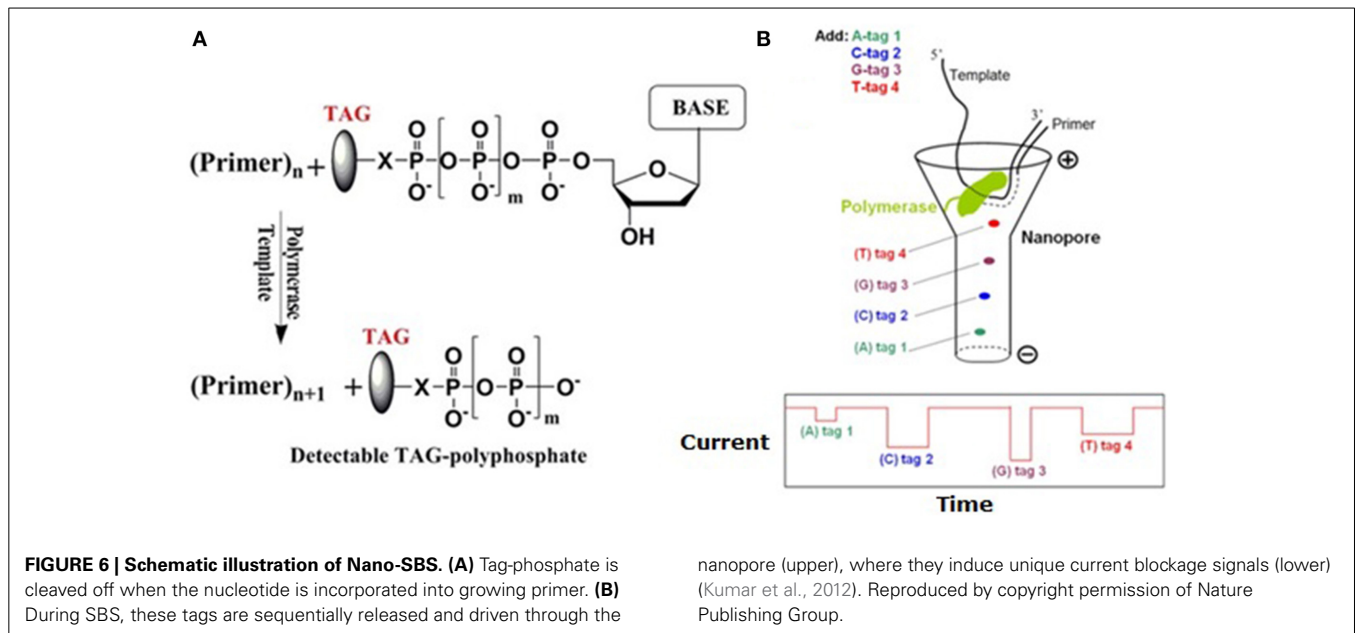 A
TAG
BASE
(Primer)n + X-P-O-P-O-P-O O
O O O
O- O- m O-
OH
Polymerase
Template
TAG
(Primer)n+1 + X-P-O-P-O-
O O
O- O- m
Detectable TAG-polyphosphate
B
Add: A-tag 1
C-tag 2
G-tag 3
T-tag 4
5'
Template
3'
Primer
+
Polymerase
Nanopore
(T) tag 4
(G) tag 3
(C) tag 2
(A) tag 1
−
Current
(A) tag 1
(C) tag 2
(G) tag 3
(T) tag 4
Time
FIGURE 6 | Schematic illustration of Nano-SBS. (A) Tag-phosphate is
cleaved off when the nucleotide is incorporated into growing primer. (B)
During SBS, these tags are sequentially released and driven through the
nanopore (upper), where they induce unique current blockage signals (lower)
(Kumar et al., 2012). Reproduced by copyright permission of Nature
Publishing Group.